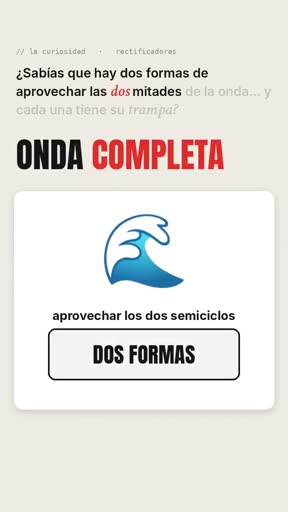 // la curiosidad · rectificadores
¿Sabías que hay dos formas de
aprovechar las dos mitades de la onda... y
cada una tiene su trampa?
ONDA COMPLETA
aprovechar los dos semiciclos
DOS FORMAS